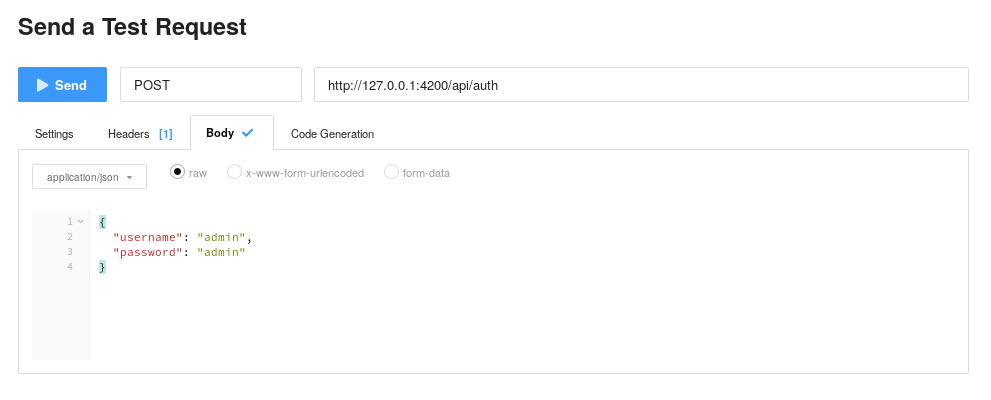 Send a Test Request
Send POST http://127.0.0.1:4200/api/auth
Settings Headers [1] Body Code Generation
application/json raw x-www-form-urlencoded form-data
1 {
2 "username": "admin",
3 "password": "admin"
4 }